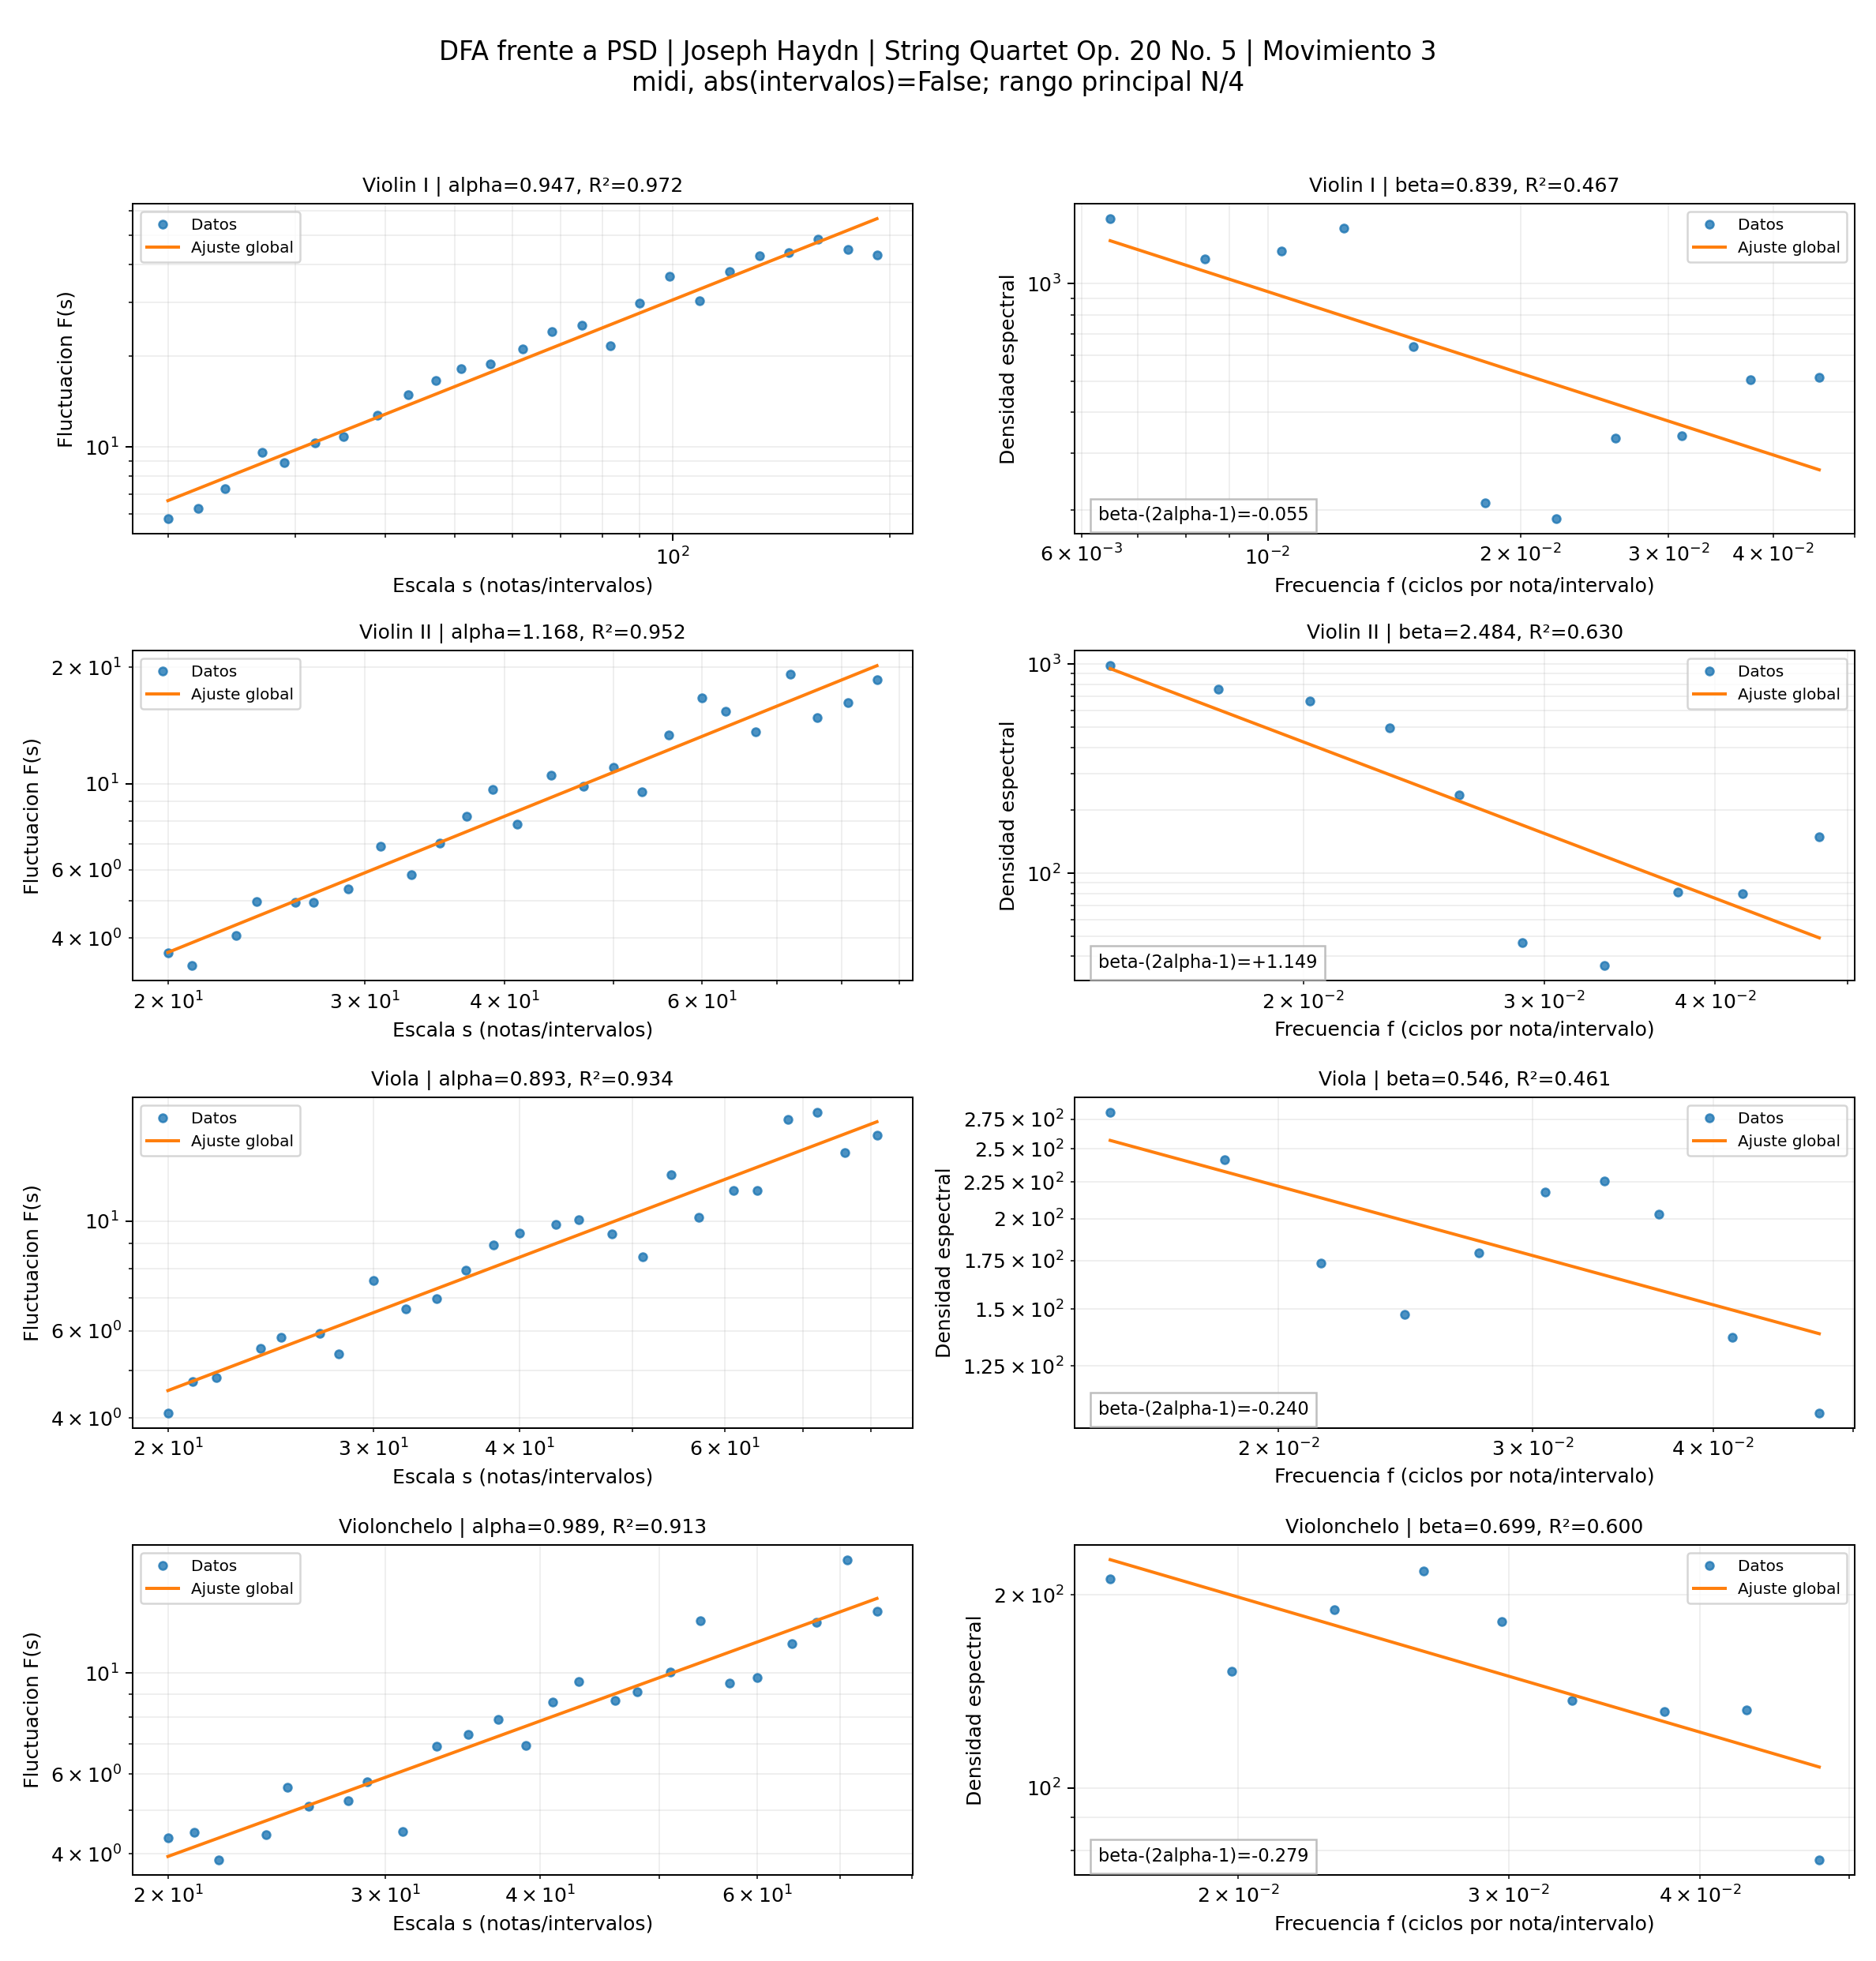 DFA frente a PSD | Joseph Haydn | String Quartet Op. 20 No. 5 | Movimiento 3
midi, abs(intervalos)=False; rango principal N/4
Violin I | alpha=0.947, R²=0.972
Datos
Ajuste global
Fluctuacion F(s)
10¹
10²
Escala s (notas/intervalos)
Violin I | beta=0.839, R²=0.467
Datos
Ajuste global
Densidad espectral
10³
beta-(2alpha-1)=-0.055
6 × 10⁻³
10⁻²
2 × 10⁻²
3 × 10⁻²
4 × 10⁻²
Frecuencia f (ciclos por nota/intervalo)
Violin II | alpha=1.168, R²=0.952
Datos
Ajuste global
Fluctuacion F(s)
2 × 10¹
10¹
6 × 10⁰
4 × 10⁰
2 × 10¹
3 × 10¹
4 × 10¹
6 × 10¹
Escala s (notas/intervalos)
Violin II | beta=2.484, R²=0.630
Datos
Ajuste global
Densidad espectral
10³
10²
beta-(2alpha-1)=+1.149
2 × 10⁻²
3 × 10⁻²
4 × 10⁻²
Frecuencia f (ciclos por nota/intervalo)
Viola | alpha=0.893, R²=0.934
Datos
Ajuste global
Fluctuacion F(s)
10¹
6 × 10⁰
4 × 10⁰
2 × 10¹
3 × 10¹
4 × 10¹
6 × 10¹
Escala s (notas/intervalos)
Viola | beta=0.546, R²=0.461
Datos
Ajuste global
Densidad espectral
2.75 × 10²
2.5 × 10²
2.25 × 10²
2 × 10²
1.75 × 10²
1.5 × 10²
1.25 × 10²
beta-(2alpha-1)=-0.240
2 × 10⁻²
3 × 10⁻²
4 × 10⁻²
Frecuencia f (ciclos por nota/intervalo)
Violonchelo | alpha=0.989, R²=0.913
Datos
Ajuste global
Fluctuacion F(s)
10¹
6 × 10⁰
4 × 10⁰
2 × 10¹
3 × 10¹
4 × 10¹
6 × 10¹
Escala s (notas/intervalos)
Violonchelo | beta=0.699, R²=0.600
Datos
Ajuste global
Densidad espectral
2 × 10²
10²
beta-(2alpha-1)=-0.279
2 × 10⁻²
3 × 10⁻²
4 × 10⁻²
Frecuencia f (ciclos por nota/intervalo)